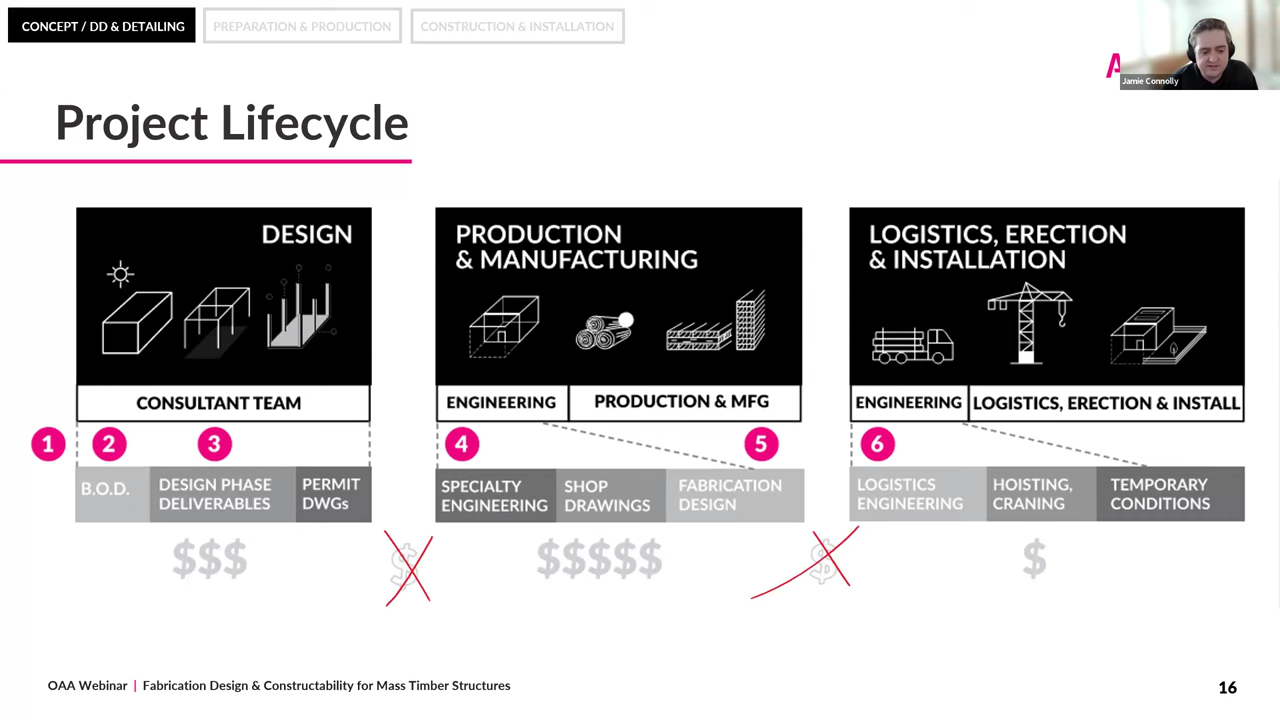 CONCEPT / DD & DETAILING
PREPARATION & PRODUCTION
CONSTRUCTION & INSTALLATION
A
Jamie Connolly
Project Lifecycle
DESIGN
CONSULTANT TEAM
1
2
3
B.O.D.
DESIGN PHASE
DELIVERABLES
PERMIT
DWGs
$$$
$
PRODUCTION
& MANUFACTURING
ENGINEERING
PRODUCTION & MFG
4
5
SPECIALTY
ENGINEERING
SHOP
DRAWINGS
FABRICATION
DESIGN
$$$$$
$
LOGISTICS, ERECTION
& INSTALLATION
ENGINEERING
LOGISTICS, ERECTION & INSTALL
6
LOGISTICS
ENGINEERING
HOISTING,
CRANING
TEMPORARY
CONDITIONS
$
OAA Webinar | Fabrication Design & Constructability for Mass Timber Structures
16